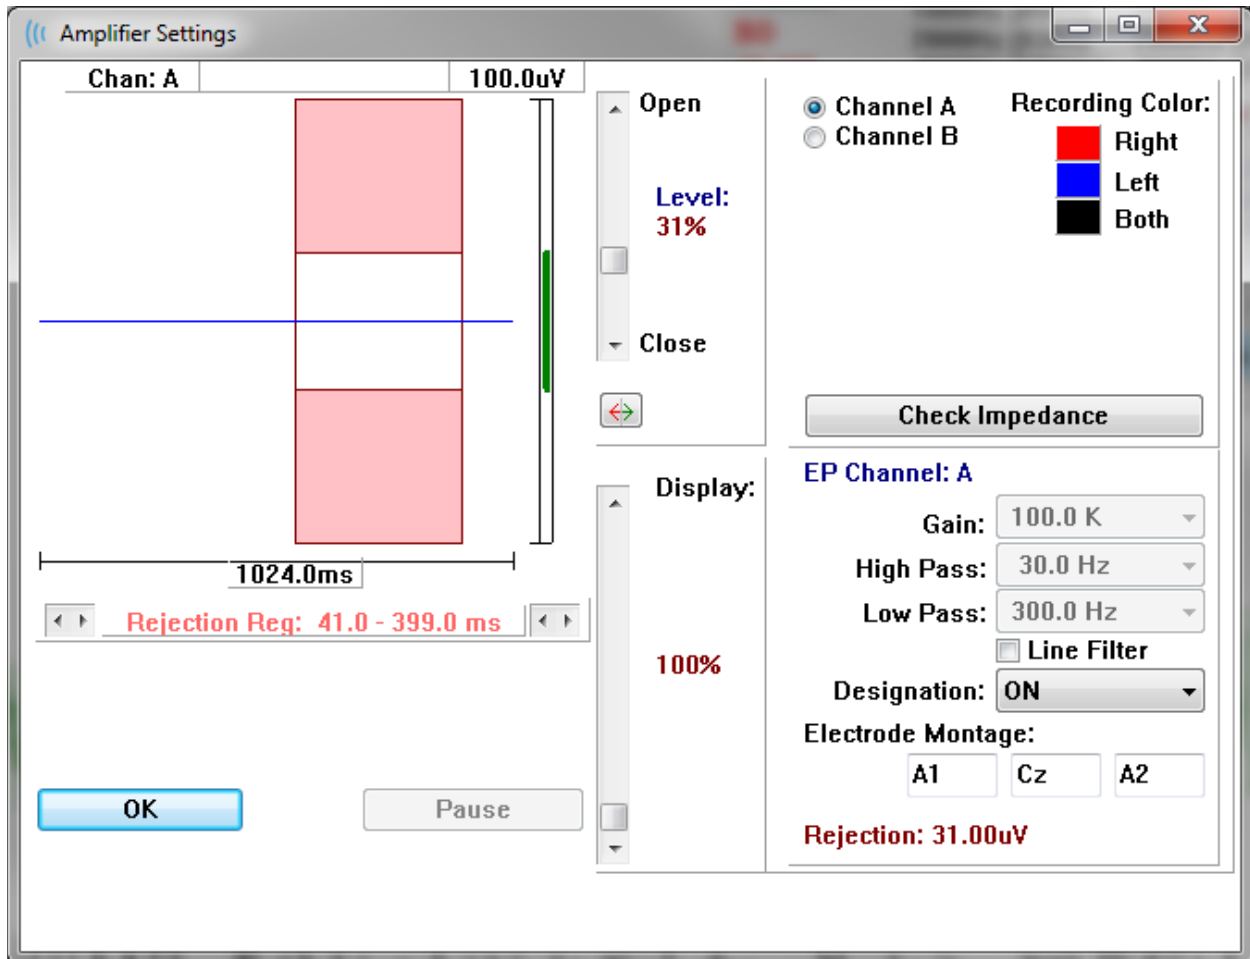 Amplifier Settings
Chan: A
100.0uV
Open
Level:
31%
Close
Channel A
Channel B
Recording Color:
Right
Left
Both
Check Impedance
1024.0ms
Rejection Reg: 41.0 - 399.0 ms
Display:
100%
EP Channel: A
Gain: 100.0 K
High Pass: 30.0 Hz
Low Pass: 300.0 Hz
Line Filter
Designation: ON
Electrode Montage:
A1 Cz A2
Rejection: 31.00uV
OK
Pause